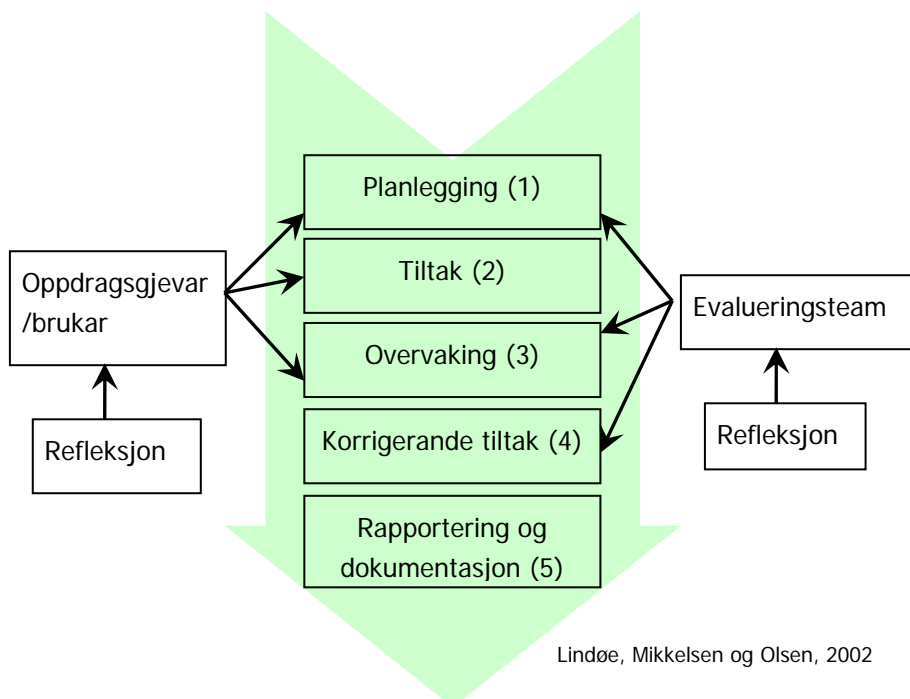 Planlegging (1)
Tiltak (2)
Oppdragsgjevar
/brukar
Evalueringsteam
Overvaking (3)
Refleksjon
Korrigerande tiltak (4)
Refleksjon
Rapportering og
dokumentasjon (5)
Lindøe, Mikkelsen og Olsen, 2002